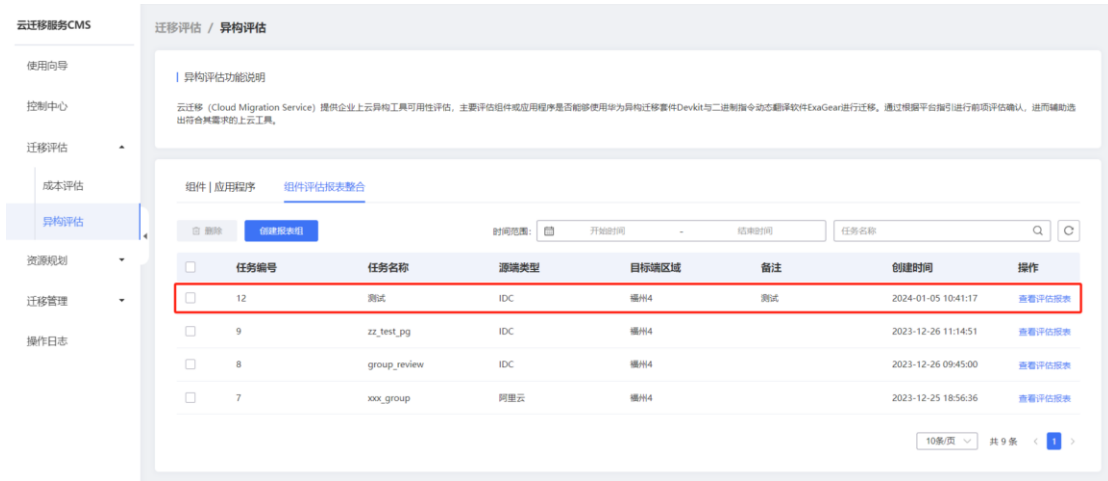 云迁移服务CMS
迁移评估 / 异构评估
使用向导
控制中心
迁移评估
成本评估
异构评估
资源规划
迁移管理
操作日志
异构评估功能说明
云迁移（Cloud Migration Service）提供企业上云异构工具可用性评估，主要评估组件或应用程序是否能够使用华为异构迁移套件Devkit与二进制指令动态翻译软件ExaGear进行迁移。通过根据平台指引进行前项评估确认，进而辅助选
出符合其需求的上云工具。
组件 | 应用程序 组件评估报表整合
删除 创建报表组 时间范围： 开始时间 - 结束时间 任务名称
任务编号 任务名称 源端类型 目标端区域 备注 创建时间 操作
12 测试 IDC 福州4 测试 2024-01-05 10:41:17 查看评估报表
9 zz_test_pg IDC 福州4 2023-12-26 11:14:51 查看评估报表
8 group_review IDC 福州4 2023-12-26 09:45:00 查看评估报表
7 xxx_group 阿里云 福州4 2023-12-25 18:56:36 查看评估报表
10条/页 共 9 条 < 1 >